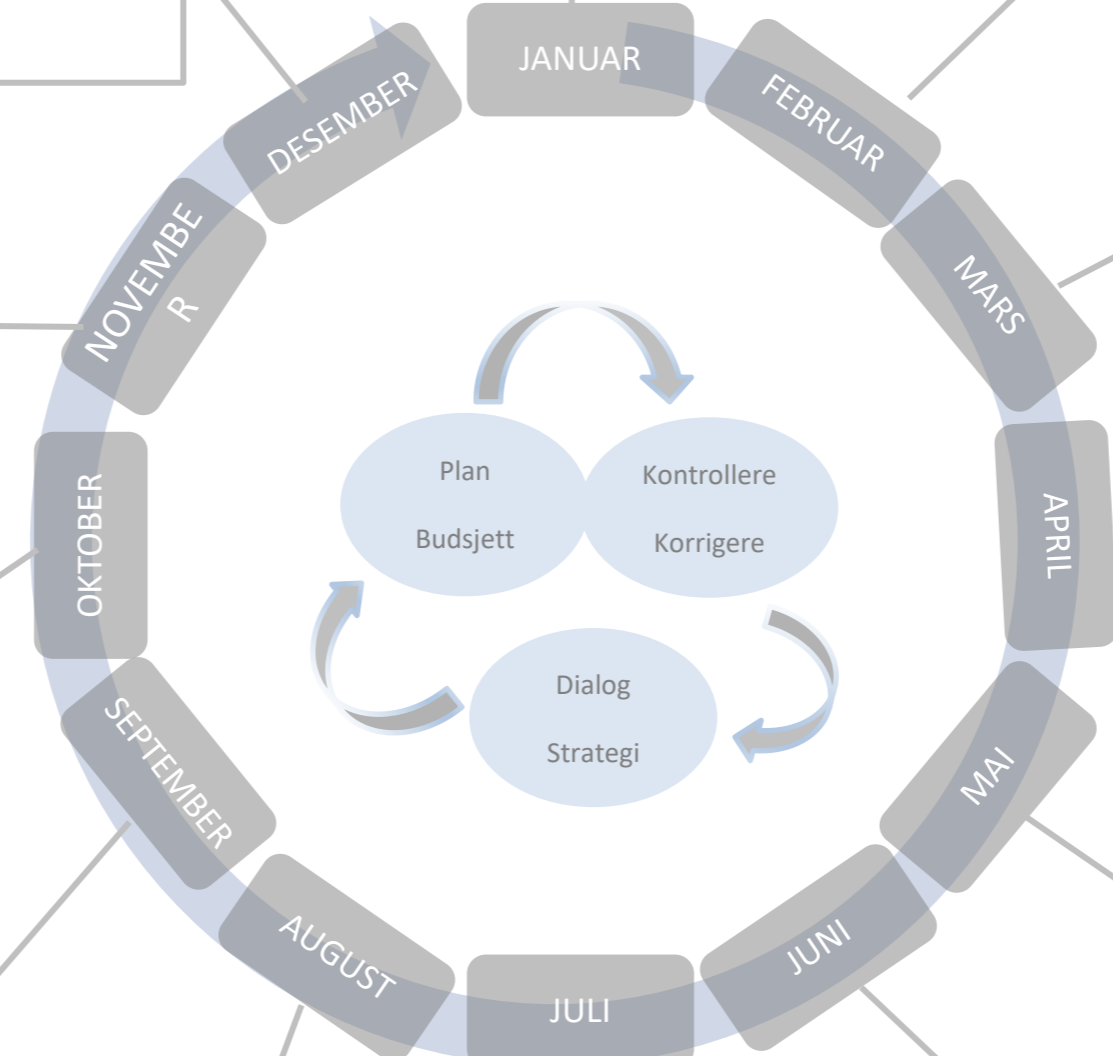 JANUAR
FEBRUAR
MARS
APRIL
MAI
JUNI
JULI
AUGUST
SEPTEMBER
OKTOBER
NOVEMBE
R
DESEMBER
Plan
Budsjett
Kontrollere
Korrigere
Dialog
Strategi